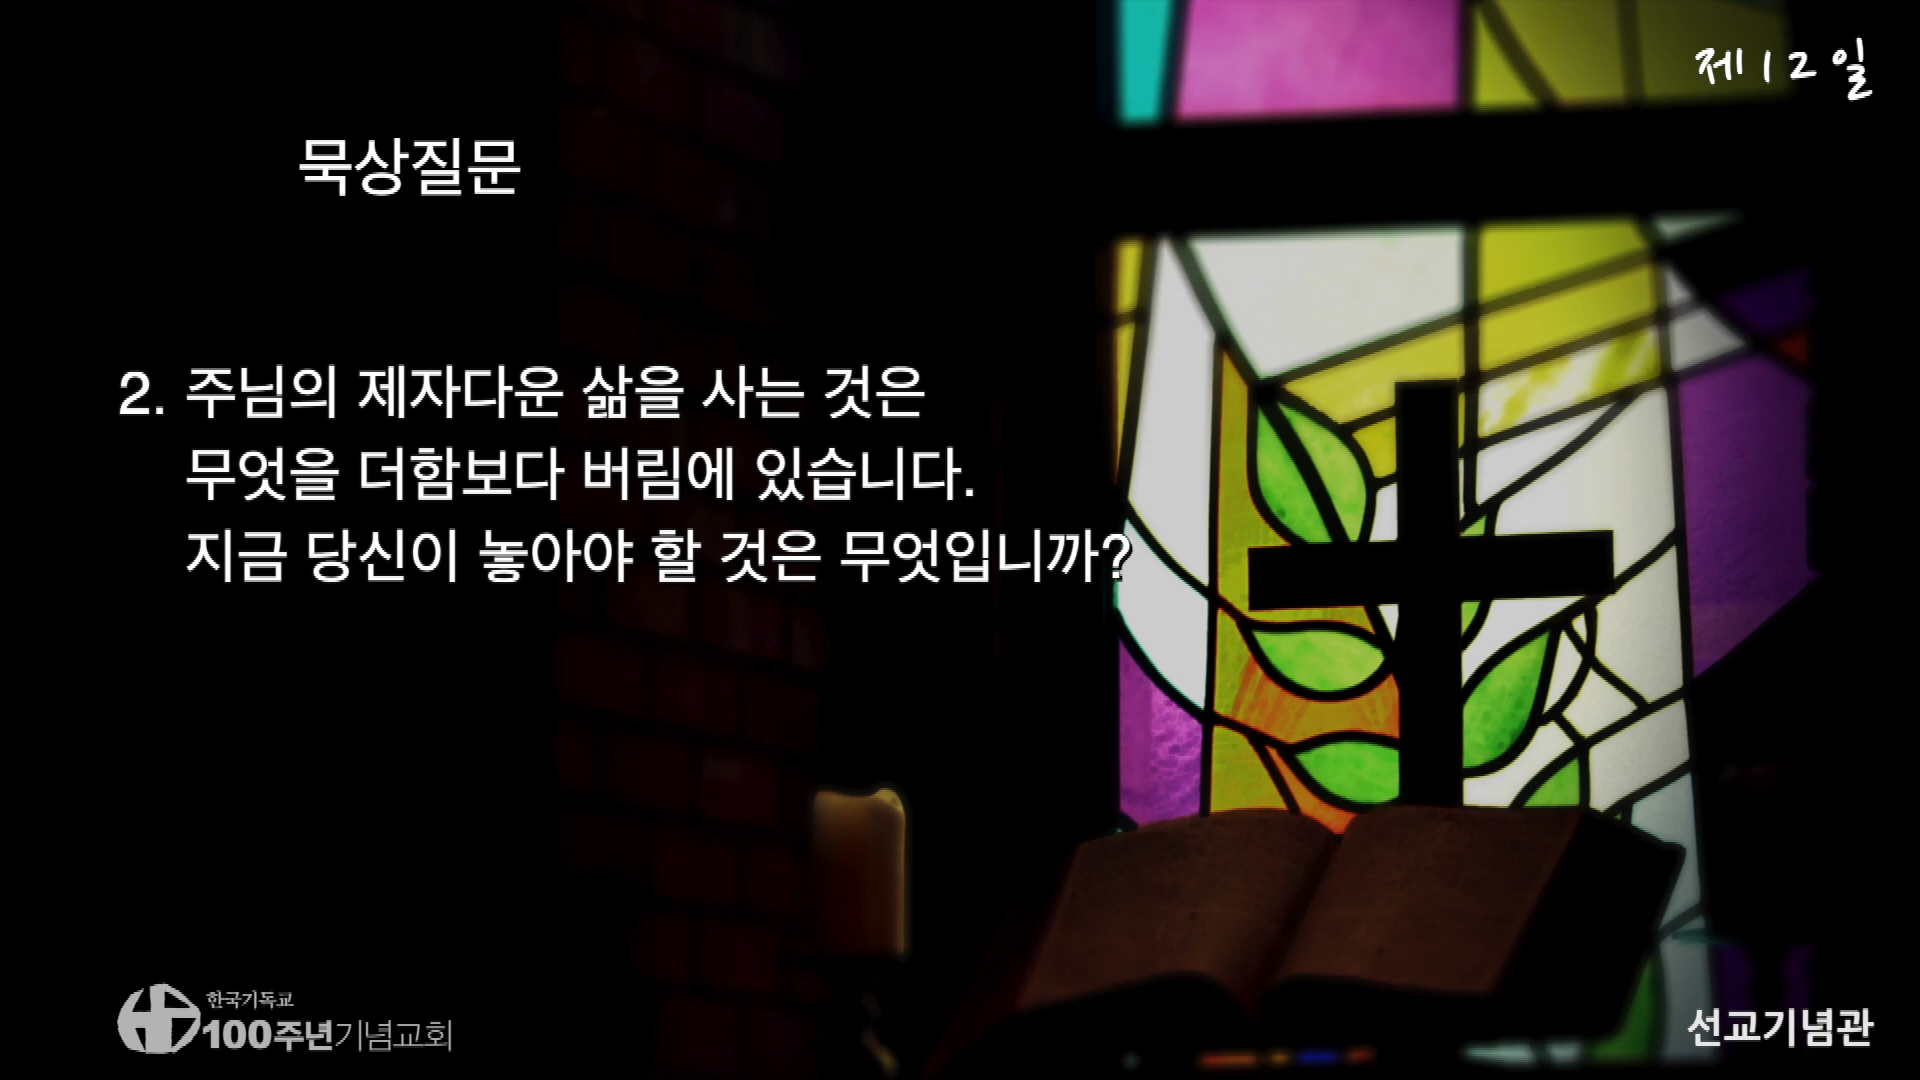 제12일
묵상질문
2. 주님의 제자다운 삶을 사는 것은
무엇을 더함보다 버림에 있습니다.
지금 당신이 놓아야 할 것은 무엇입니까?
한국기독교
100주년기념교회
선교기념관